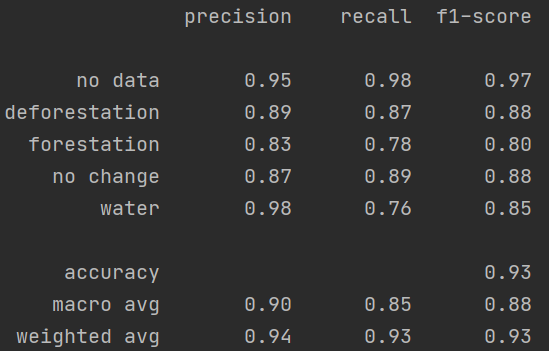 precision recall f1-score
no data 0.95 0.98 0.97
deforestation 0.89 0.87 0.88
forestation 0.83 0.78 0.80
no change 0.87 0.89 0.88
water 0.98 0.76 0.85
accuracy 0.93
macro avg 0.90 0.85 0.88
weighted avg 0.94 0.93 0.93